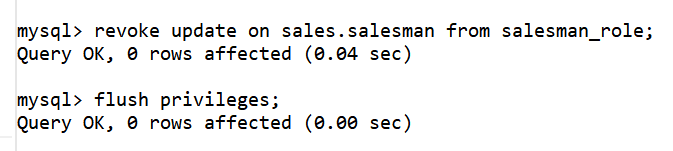 mysql> revoke update on sales.salesman from salesman_role;
Query OK, 0 rows affected (0.04 sec)
mysql> flush privileges;
Query OK, 0 rows affected (0.00 sec)